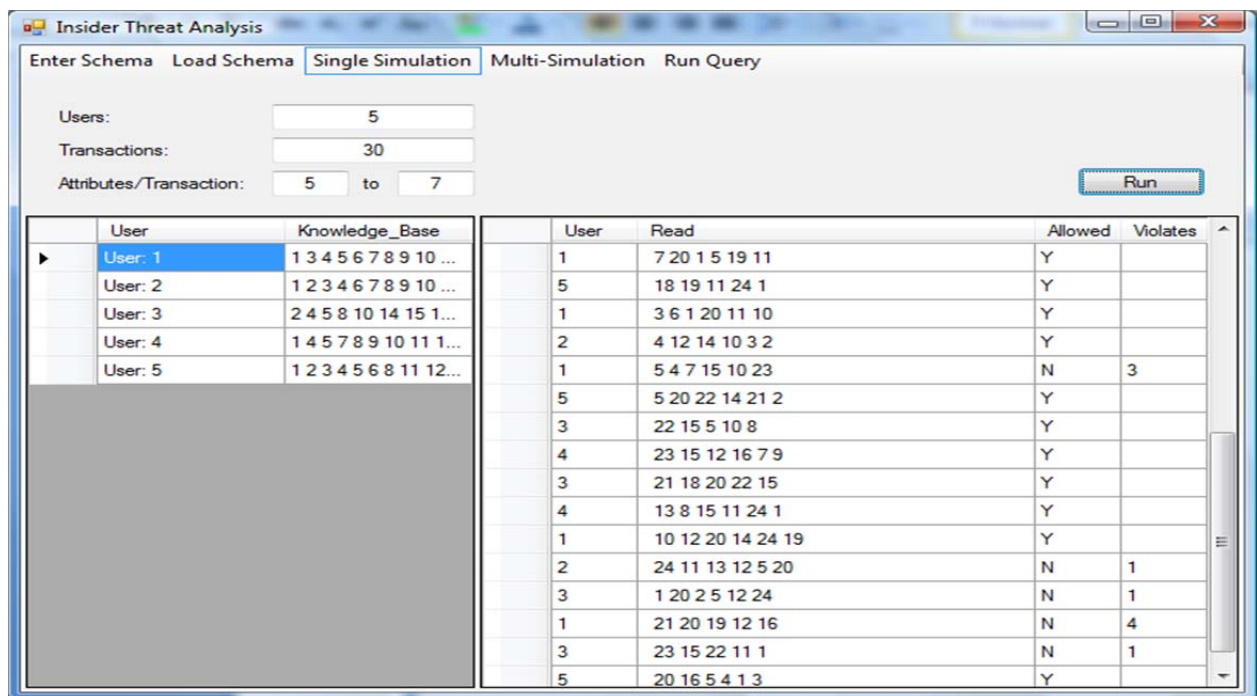 Insider Threat Analysis
Enter Schema Load Schema Single Simulation Multi-Simulation Run Query
Users: 5
Transactions: 30
Attributes/Transaction: 5 to 7
Run
User Knowledge_Base
User: 1 1 3 4 5 6 7 8 9 10 ...
User: 2 1 2 3 4 6 7 8 9 10 ...
User: 3 2 4 5 8 10 14 15 1...
User: 4 1 4 5 7 8 9 10 11 1...
User: 5 1 2 3 4 5 6 8 11 12...
User Read Allowed Violates
1 7 20 1 5 19 11 Y
5 18 19 11 24 1 Y
1 3 6 1 20 11 10 Y
2 4 12 14 10 3 2 Y
1 5 4 7 15 10 23 N 3
5 5 20 22 14 21 2 Y
3 22 15 5 10 8 Y
4 23 15 12 16 7 9 Y
3 21 18 20 22 15 Y
4 13 8 15 11 24 1 Y
1 10 12 20 14 24 19 Y
2 24 11 13 12 5 20 N 1
3 1 20 2 5 12 24 N 1
1 21 20 19 12 16 N 4
3 23 15 22 11 1 N 1
5 20 16 5 4 1 3 Y